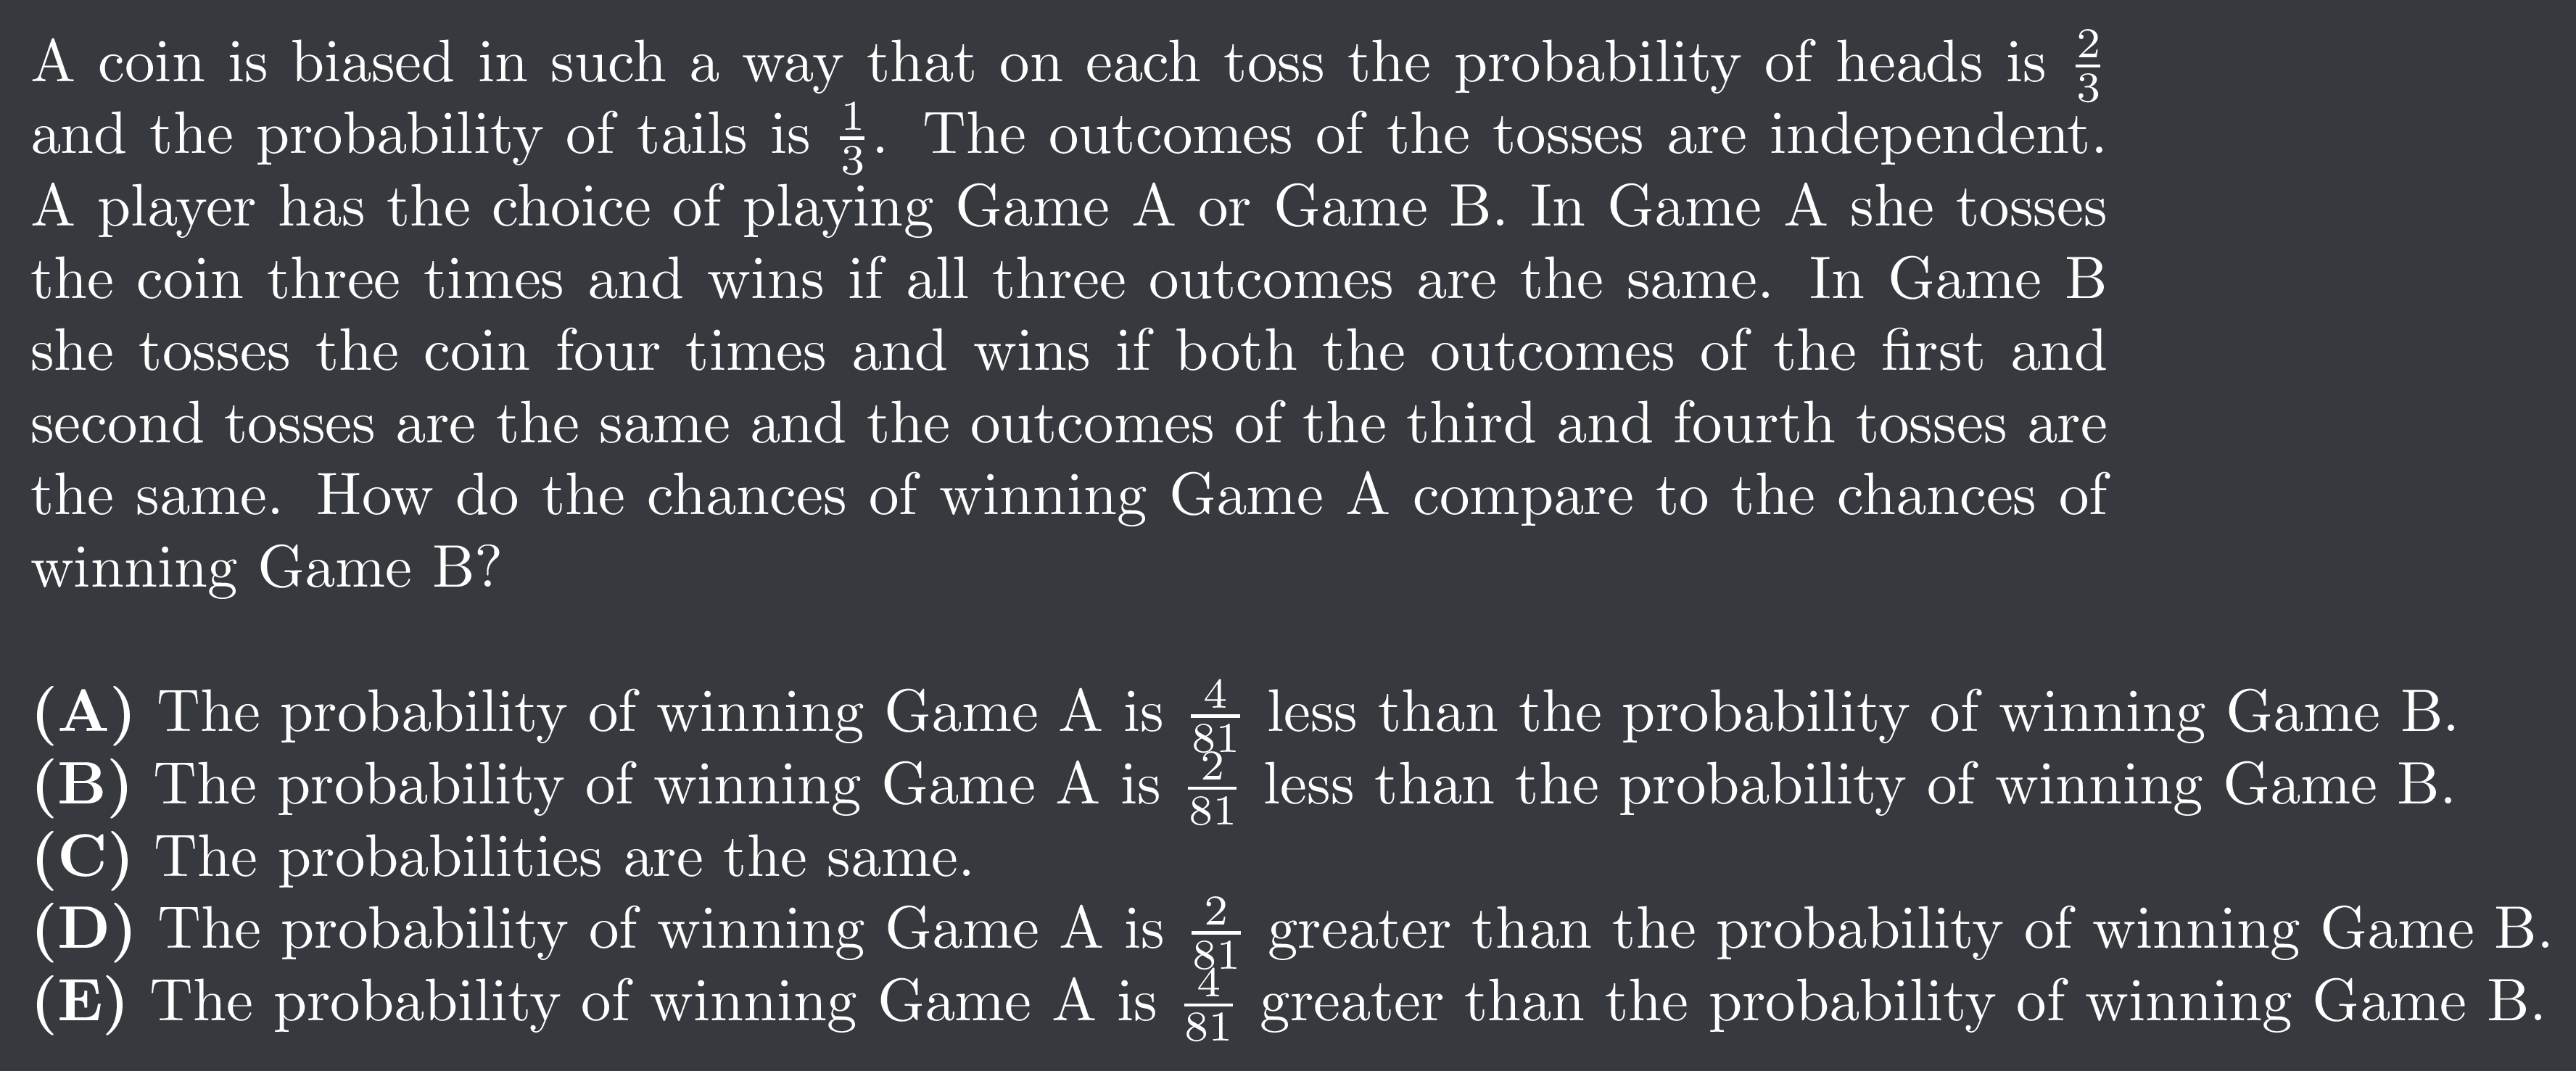 A coin is biased in such a way that on each toss the probability of heads is $\frac{2}{3}$
and the probability of tails is $\frac{1}{3}$. The outcomes of the tosses are independent.
A player has the choice of playing Game A or Game B. In Game A she tosses
the coin three times and wins if all three outcomes are the same. In Game B
she tosses the coin four times and wins if both the outcomes of the first and
second tosses are the same and the outcomes of the third and fourth tosses are
the same. How do the chances of winning Game A compare to the chances of
winning Game B?
(A) The probability of winning Game A is $\frac{4}{81}$ less than the probability of winning Game B.
(B) The probability of winning Game A is $\frac{2}{81}$ less than the probability of winning Game B.
(C) The probabilities are the same.
(D) The probability of winning Game A is $\frac{2}{81}$ greater than the probability of winning Game B.
(E) The probability of winning Game A is $\frac{4}{81}$ greater than the probability of winning Game B.